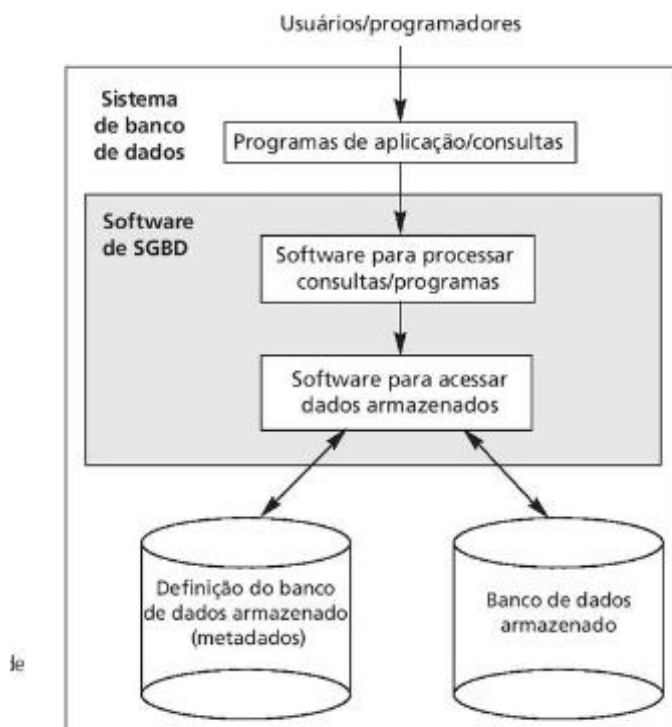 Usuários/programadores
Sistema
de banco
de dados
Programas de aplicação/consultas
Software
de SGBD
Software para processar
consultas/programas
Software para acessar
dados armazenados
Definição do banco
de dados armazenado
(metadados)
Banco de dados
armazenado
de